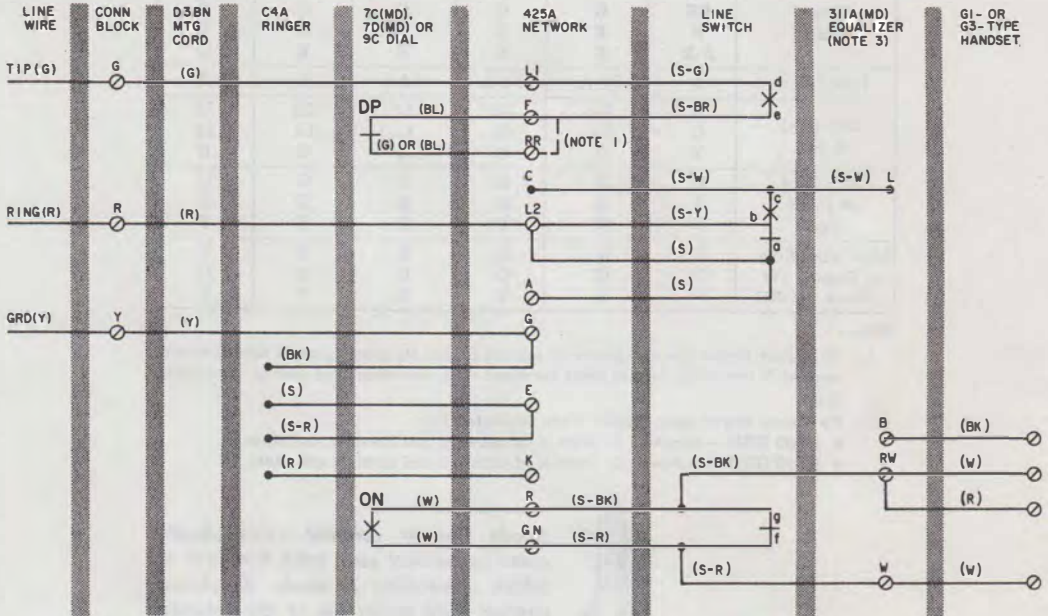 LINE WIRE
CONN BLOCK
D3BN MTG CORD
C4A RINGER
7C(MD), 7D(MD) OR 9C DIAL
425A NETWORK
LINE SWITCH
311A(MD) EQUALIZER (NOTE 3)
G1- OR G3-TYPE HANDSET
TIP(G) G (G) L1 (S-G) d
DP (BL) F (S-BR) e
(G) OR (BL) RR (NOTE 1)
C (S-W) c (S-W) L
RING(R) R (R) L2 (S-Y) b
(S) a
A (S)
GRD(Y) Y (Y) G
(BK)
(S) E
(S-R) B (BK)
(R) K (S-BK) RW (W)
ON (W) R (S-BK) g (R)
(W) GN (S-R) f
(S-R) W (W)